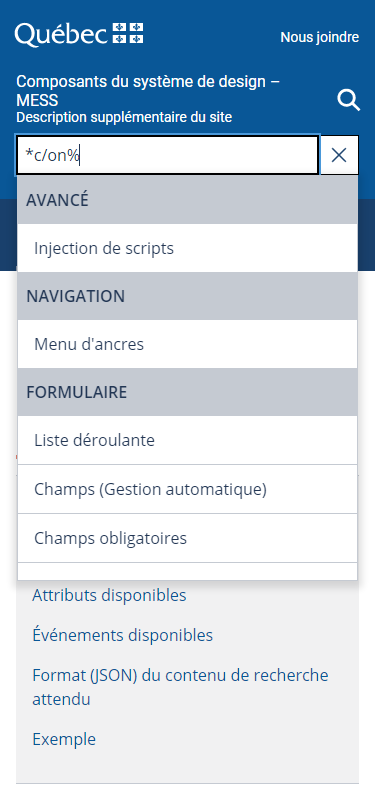 Québec
Nous joindre
Composants du système de design –
MESS
Description supplémentaire du site
*c/on%
AVANCÉ
Injection de scripts
NAVIGATION
Menu d'ancres
FORMULAIRE
Liste déroulante
Champs (Gestion automatique)
Champs obligatoires
Attributs disponibles
Événements disponibles
Format (JSON) du contenu de recherche
attendu
Exemple